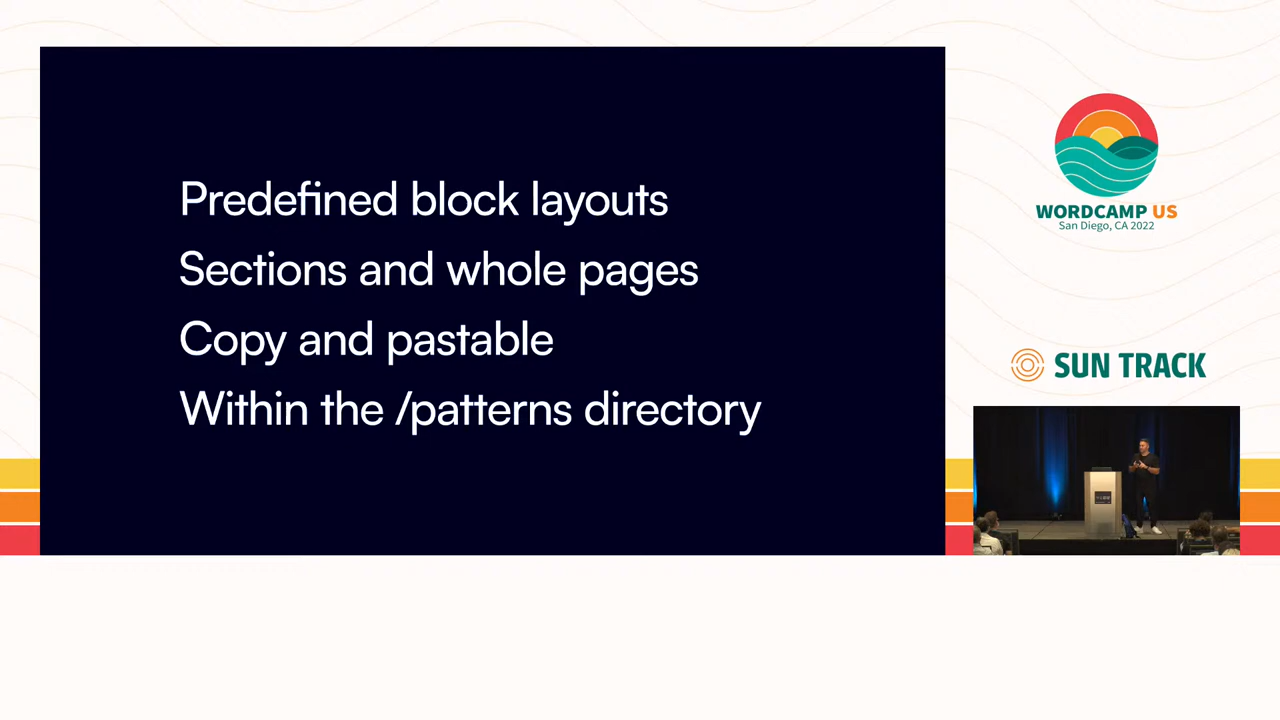 Predefined block layouts
Sections and whole pages
Copy and pastable
Within the /patterns directory
WORDCAMP US
San Diego, CA 2022
SUN TRACK